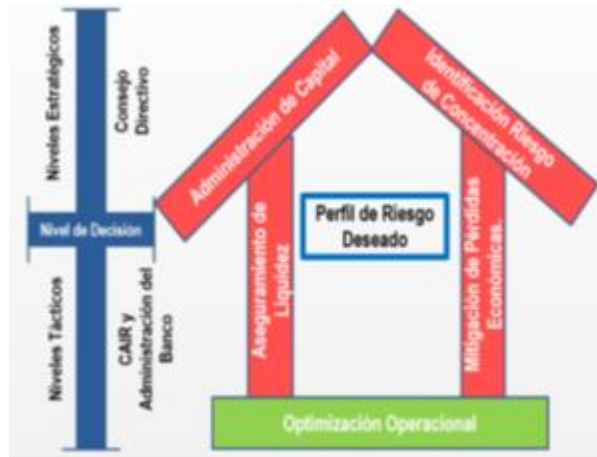 Niveles Estratégicos
Consejo
Directivo
Nivel de Decisión
Niveles Tácticos
CAIR y
Administración del
Banco
Administración de Capital
Identificación Riesgo
de Concentración
Aseguramiento de
Liquidez
Perfil de Riesgo
Deseado
Mitigación de Pérdidas
Económicas.
Optimización Operacional